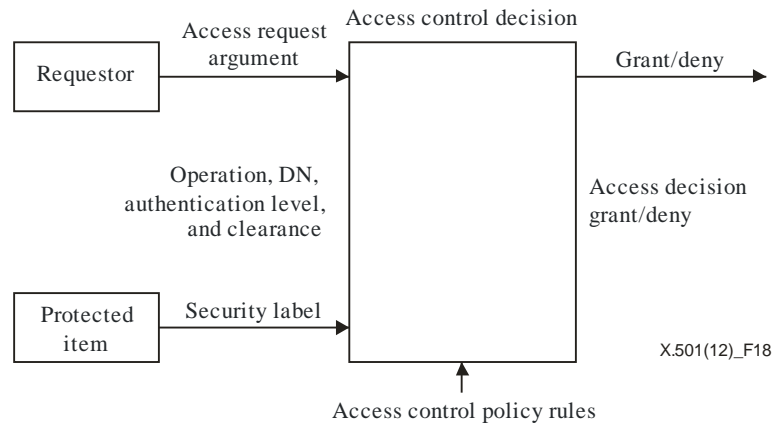 Access control decision
Access request
argument
Requestor
Grant/deny
Operation, DN,
authentication level,
and clearance
Access decision
grant/deny
Security label
Protected
item
X.501(12)_F18
Access control policy rules